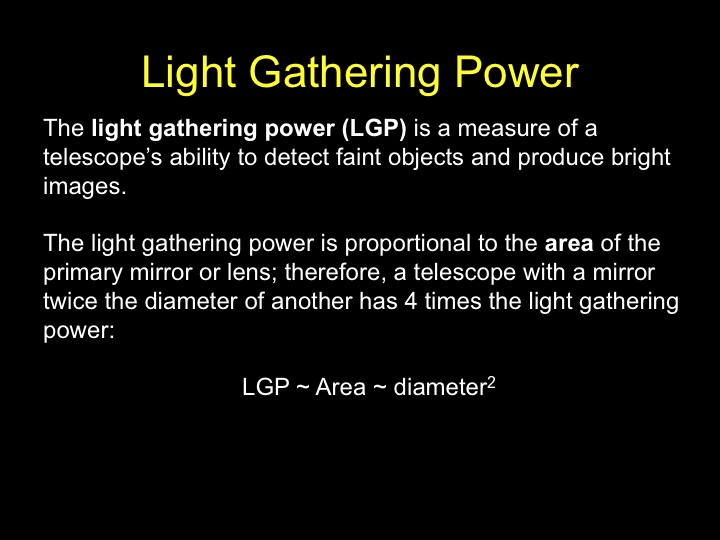 Light Gathering Power
The light gathering power (LGP) is a measure of a
telescope’s ability to detect faint objects and produce bright
images.
The light gathering power is proportional to the area of the
primary mirror or lens; therefore, a telescope with a mirror
twice the diameter of another has 4 times the light gathering
power:
LGP ~ Area ~ diameter²